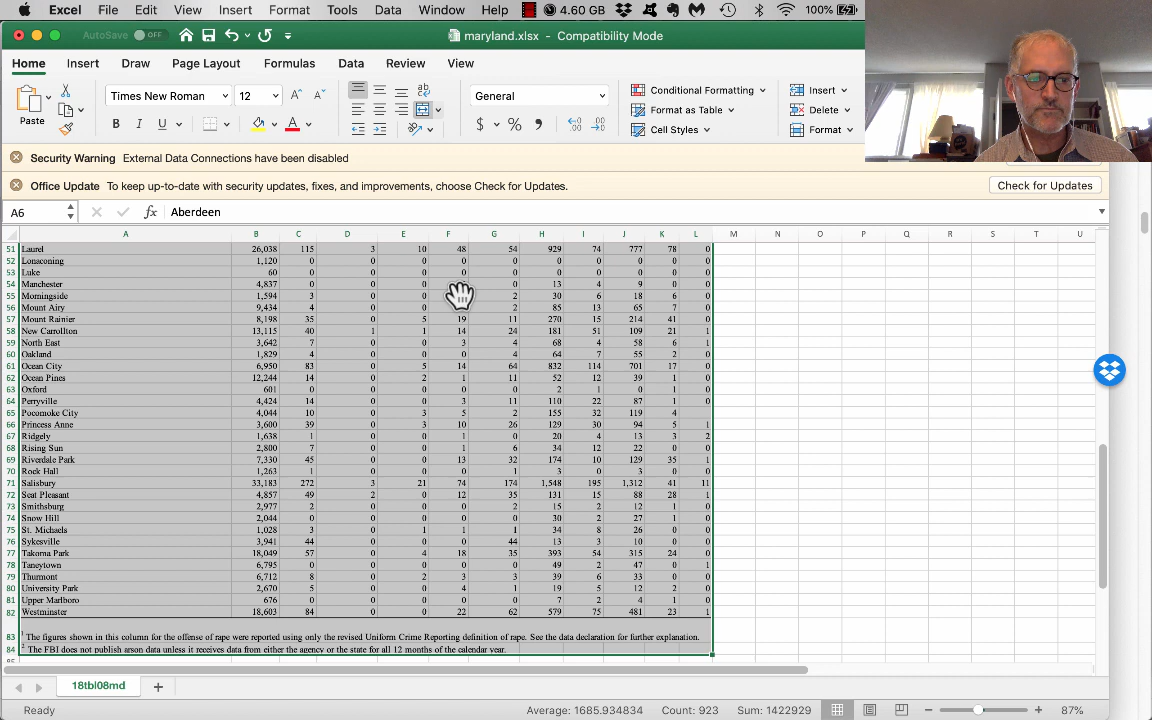 Excel File Edit View Insert Format Tools Data Window Help 4.60 GB 100%
AutoSave OFF maryland.xlsx - Compatibility Mode
Home Insert Draw Page Layout Formulas Data Review View
Paste Times New Roman 12 A A ab General Conditional Formatting Insert
Format as Table Delete
B I U A $ % Cell Styles Format
Security Warning External Data Connections have been disabled
Office Update To keep up-to-date with security updates, fixes, and improvements, choose Check for Updates. Check for Updates
A6 fx Aberdeen
A B C D E F G H I J K L M N O P Q R S T U
51 Laurel 26,038 115 3 10 48 54 929 74 777 78 0
52 Lonaconing 1,120 0 0 0 0 0 0 0 0 0 0
53 Luke 60 0 0 0 0 0 0 0 0 0 0
54 Manchester 4,837 0 0 0 0 0 13 4 9 0 0
55 Morningside 1,594 3 0 0 2 30 6 18 6 0
56 Mount Airy 9,434 4 0 0 2 85 13 65 7 0
57 Mount Rainier 8,198 35 0 5 19 11 270 15 214 41 0
58 New Carrollton 13,115 40 1 1 14 24 181 51 109 21 1
59 North East 3,642 7 0 0 3 4 68 4 58 6 1
60 Oakland 1,829 4 0 0 0 4 64 7 55 2 0
61 Ocean City 6,950 83 0 5 14 64 832 114 701 17 0
62 Ocean Pines 12,244 14 0 2 1 11 52 12 39 1 0
63 Oxford 601 0 0 0 0 0 2 1 0 1 0
64 Perryville 4,424 14 0 0 3 11 110 22 87 1 0
65 Pocomoke City 4,044 10 0 3 5 2 155 32 119 4
66 Princess Anne 3,600 39 0 3 10 26 129 30 94 5 1
67 Ridgely 1,638 1 0 0 1 0 20 4 13 3 2
68 Rising Sun 2,800 7 0 0 1 6 34 12 22 0 0
69 Riverdale Park 7,330 45 0 0 13 32 174 10 129 35 1
70 Rock Hall 1,263 1 0 0 0 1 3 0 3 0 0
71 Salisbury 33,183 272 3 21 74 174 1,548 195 1,312 41 11
72 Seat Pleasant 4,857 49 2 0 12 35 131 15 88 28 1
73 Smithsburg 2,977 2 0 0 0 2 15 2 12 1 0
74 Snow Hill 2,044 0 0 0 0 0 30 2 27 1 0
75 St. Michaels 1,028 3 0 1 1 1 34 8 26 0 0
76 Sykesville 3,941 44 0 0 0 44 13 3 10 0 0
77 Takoma Park 18,049 57 0 4 18 35 393 54 315 24 0
78 Taneytown 6,795 0 0 0 0 0 49 2 47 0 1
79 Thurmont 6,712 8 0 2 3 3 39 6 33 0 0
80 University Park 2,670 5 0 0 4 1 19 5 12 2 0
81 Upper Marlboro 676 0 0 0 0 0 7 2 4 1 0
82 Westminster 18,603 84 0 0 22 62 579 75 481 23 1
83 1 The figures shown in this column for the offense of rape were reported using only the revised Uniform Crime Reporting definition of rape. See the data declaration for further explanation.
84 2 The FBI does not publish arson data unless it receives data from either the agency or the state for all 12 months of the calendar year.
18tbl08md
Ready Average: 1685.934834 Count: 923 Sum: 1422929 87%